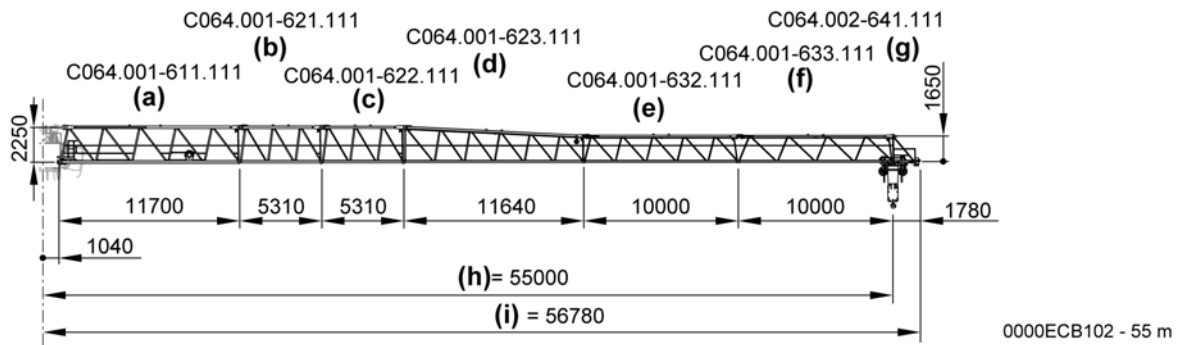 C064.001-621.111
(b)
C064.001-623.111
(d)
C064.002-641.111
(g)
C064.001-611.111
(a)
C064.001-622.111
(c)
C064.001-632.111
(e)
C064.001-633.111
(f)
1650
2250
11700
5310
5310
11640
10000
10000
1780
1040
(h)= 55000
(i) = 56780
0000ECB102 - 55 m